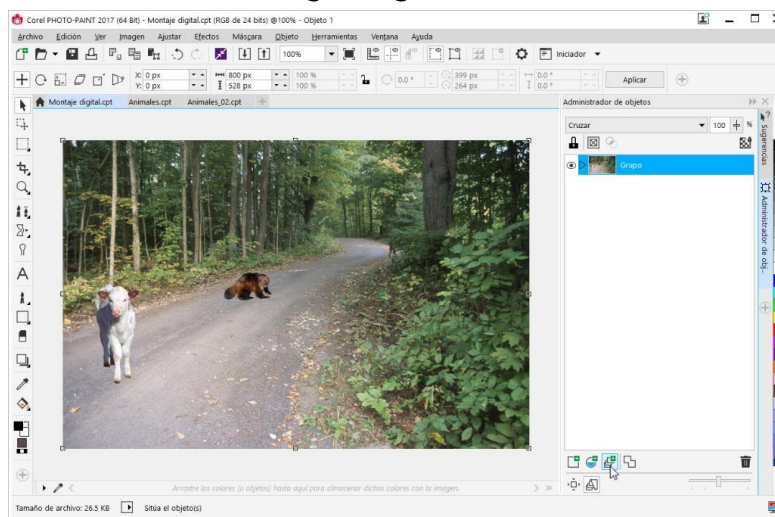 Corel PHOTO-PAINT 2017 (64 Bit) - Montaje digital.cpt (RGB de 24 bits) @100% - Objeto 1
Archivo Edición Ver Imagen Ajustar Efectos Máscara Objeto Herramientas Ventana Ayuda
100% Iniciador
X: 0 px 800 px 100 % 0.0 ° 399 px 0.0 ° Aplicar
Y: 0 px 528 px 100 % 264 px 0.0 °
Montaje digital.cpt Animales.cpt Animales_02.cpt Administrador de objetos
Cruzar 100 %
Grupo
Sugerencias
Administrador de obj...
Arrastre los colores (o objetos) hasta aquí para almacenar dichos colores con la imagen.
Tamaño de archivo: 26.5 KB Sitúa el objeto(s)